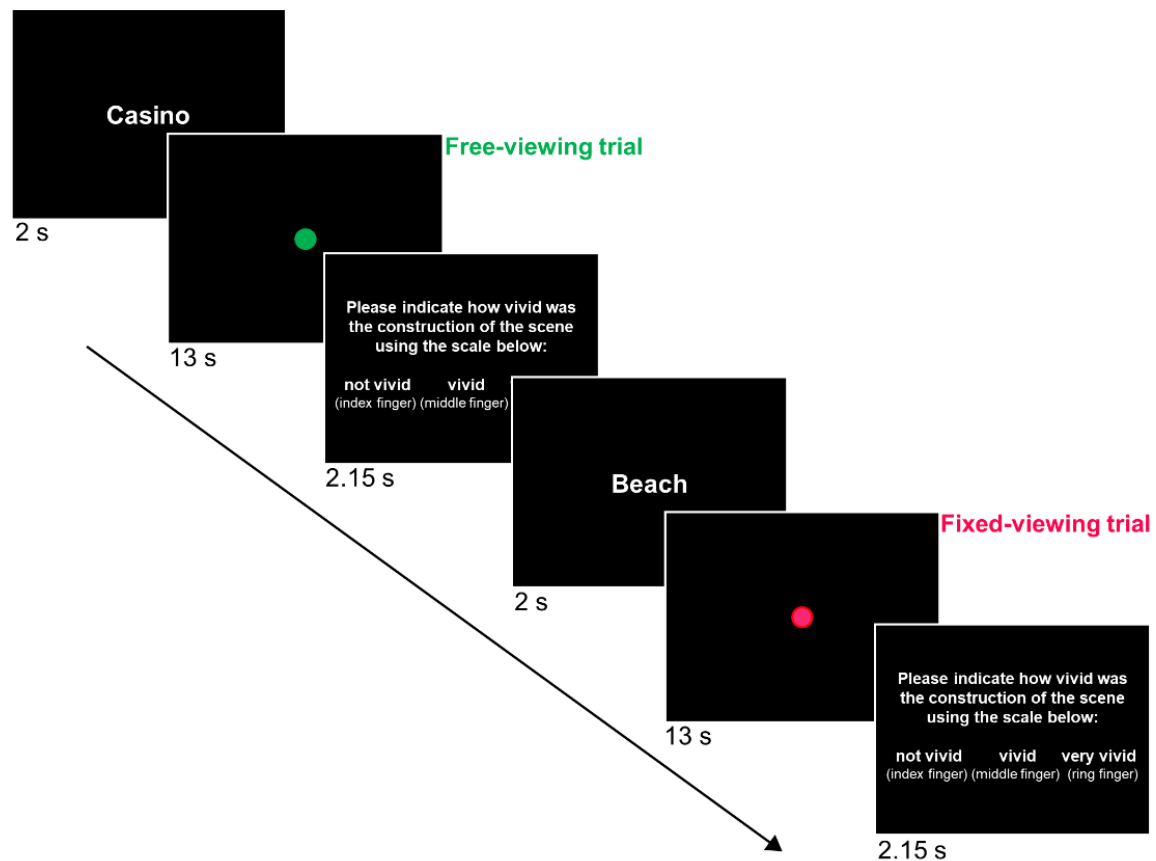 Casino
2 s
Free-viewing trial
13 s
Please indicate how vivid was
the construction of the scene
using the scale below:
not vivid vivid
(index finger) (middle finger)
2.15 s
Beach
2 s
Fixed-viewing trial
13 s
Please indicate how vivid was
the construction of the scene
using the scale below:
not vivid vivid very vivid
(index finger) (middle finger) (ring finger)
2.15 s